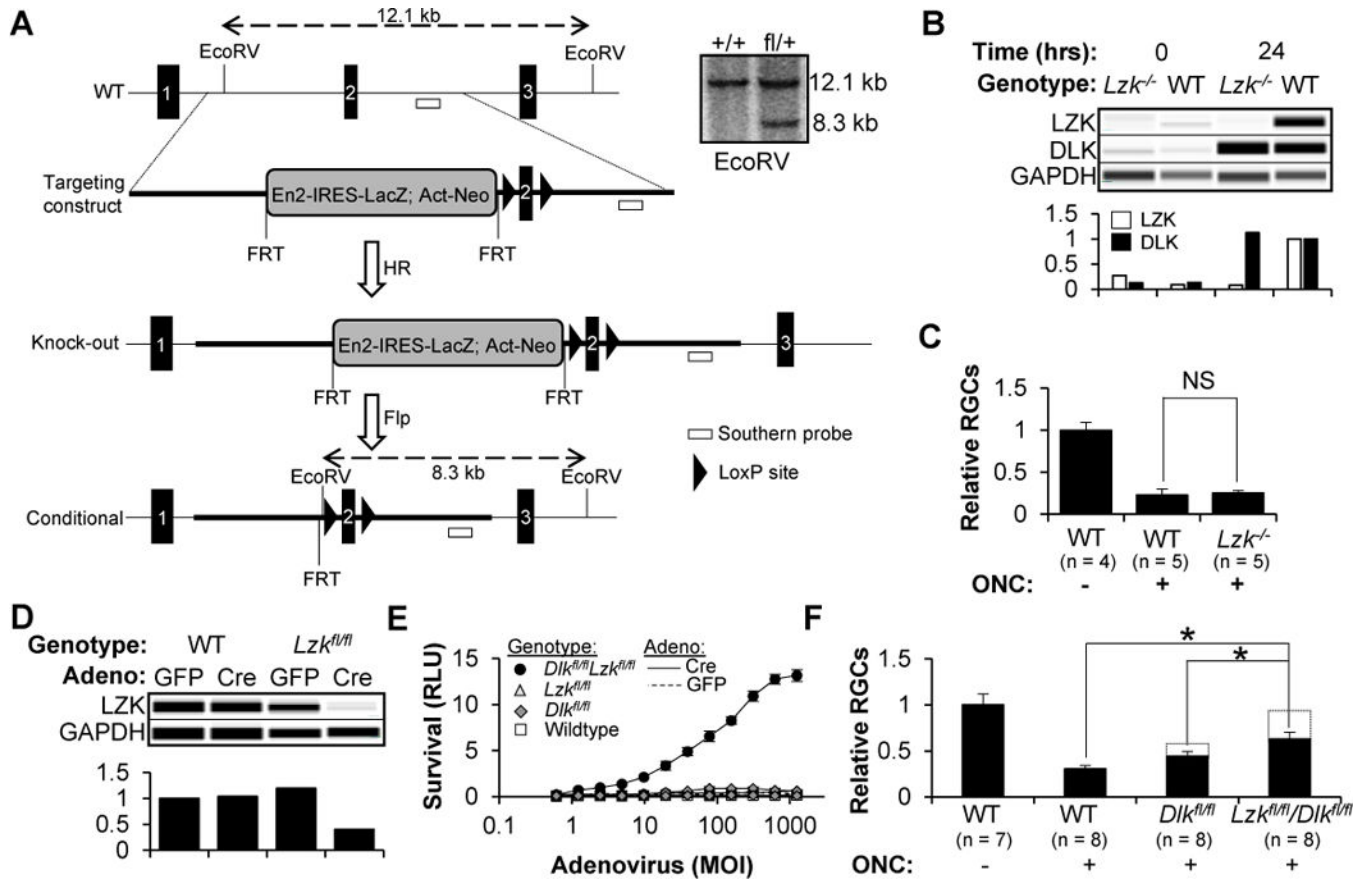 A
12.1 kb
EcoRV
EcoRV
WT
1
2
3
+/+ fl/+
12.1 kb
8.3 kb
EcoRV
Targeting construct
En2-IRES-LacZ; Act-Neo
2
FRT
FRT
HR
Knock-out
1
En2-IRES-LacZ; Act-Neo
2
3
FRT
FRT
Flp
Southern probe
LoxP site
8.3 kb
EcoRV
EcoRV
Conditional
1
2
3
FRT
B
Time (hrs): 0 24
Genotype: Lzk-/- WT Lzk-/- WT
LZK
DLK
GAPDH
1.5
1
0.5
0
LZK
DLK
C
Relative RGCs
1.5
1
0.5
0
NS
WT WT Lzk-/-
(n = 4) (n = 5) (n = 5)
ONC: - + +
D
Genotype: WT Lzkfl/fl
Adeno: GFP Cre GFP Cre
LZK
GAPDH
1.5
1
0.5
0
E
Survival (RLU)
15
10
5
0
Genotype:
Dlkfl/flLzkfl/fl
Lzkfl/fl
Dlkfl/fl
Wildtype
Adeno:
Cre
GFP
0.1 1 10 100 1000
Adenovirus (MOI)
F
Relative RGCs
1.5
1
0.5
0
*
*
WT WT Dlkfl/fl Lzkfl/fl/Dlkfl/fl
(n = 7) (n = 8) (n = 8) (n = 8)
ONC: - + + +